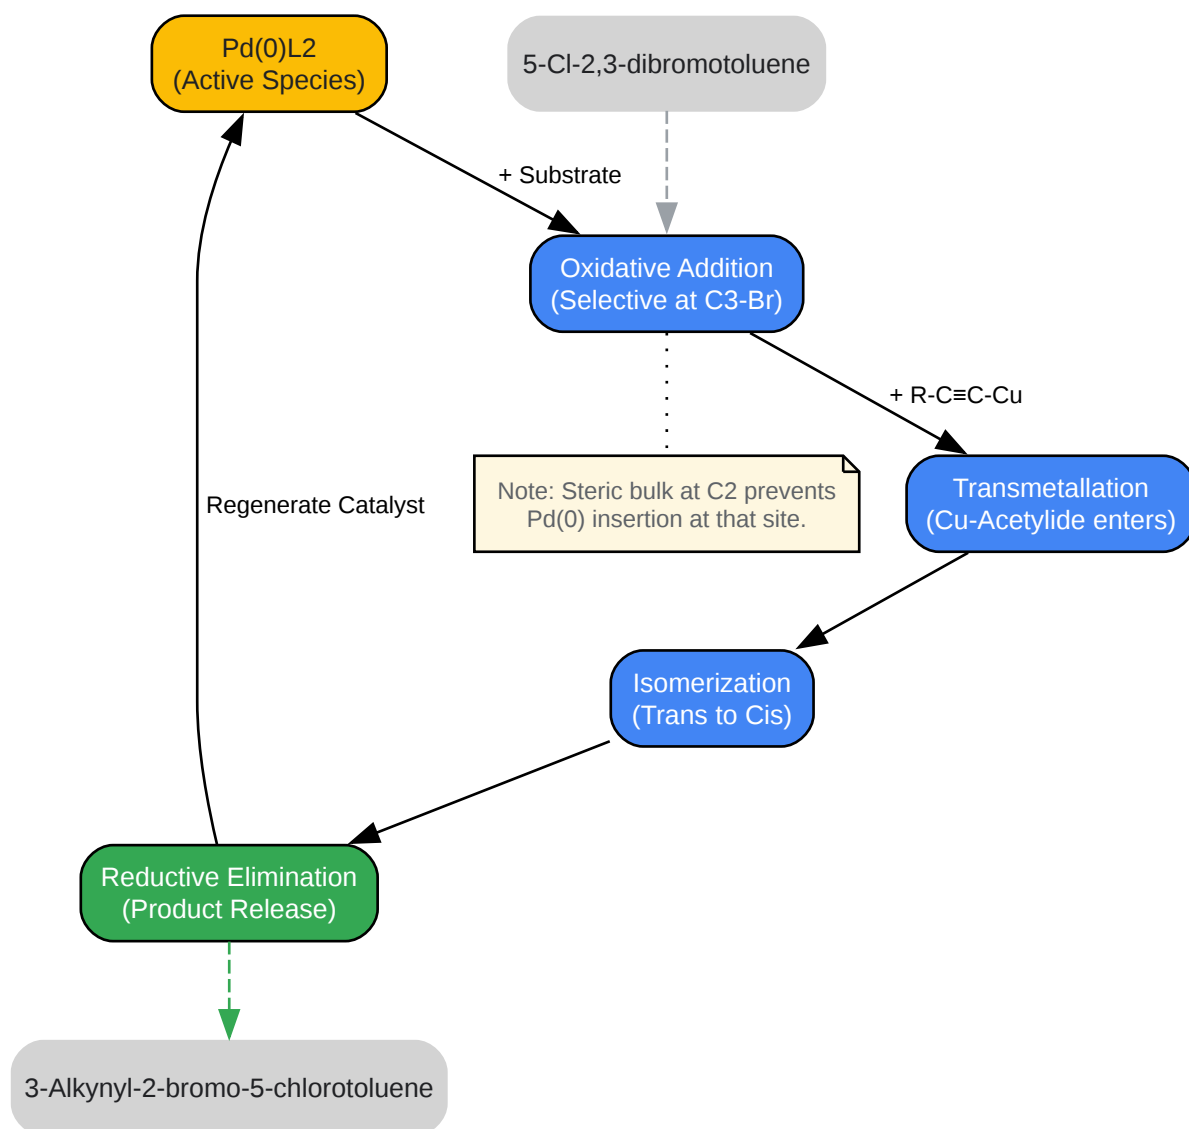 Pd(0)L2
(Active Species)
5-Cl-2,3-dibromotoluene
+ Substrate
Oxidative Addition
(Selective at C3-Br)
+ R-C≡C-Cu
Note: Steric bulk at C2 prevents
Pd(0) insertion at that site.
Transmetallation
(Cu-Acetylide enters)
Regenerate Catalyst
Isomerization
(Trans to Cis)
Reductive Elimination
(Product Release)
3-Alkynyl-2-bromo-5-chlorotoluene